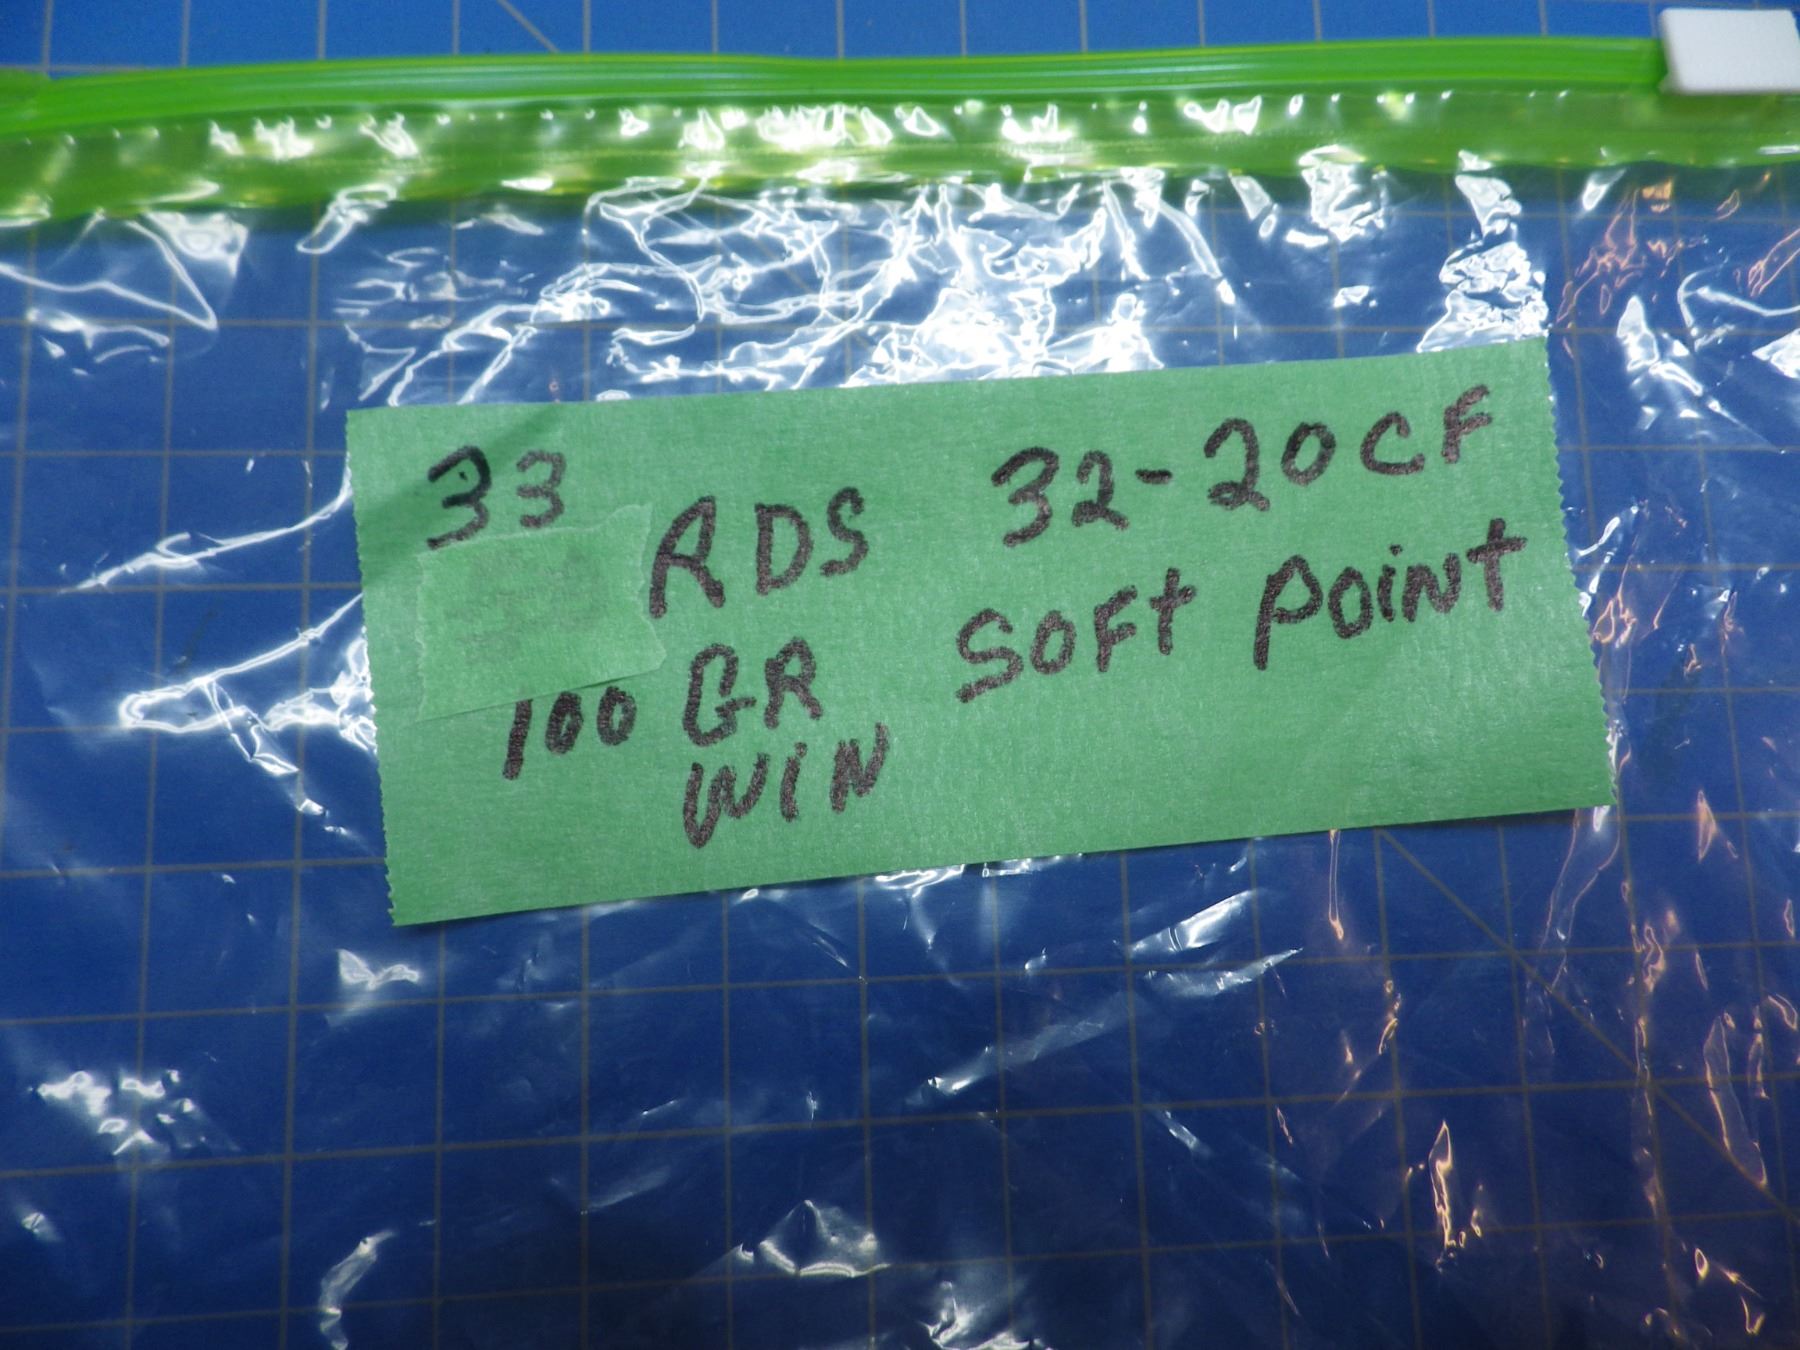 33 RDS 32-20CF
100 GR SOFt POiNt
WiN